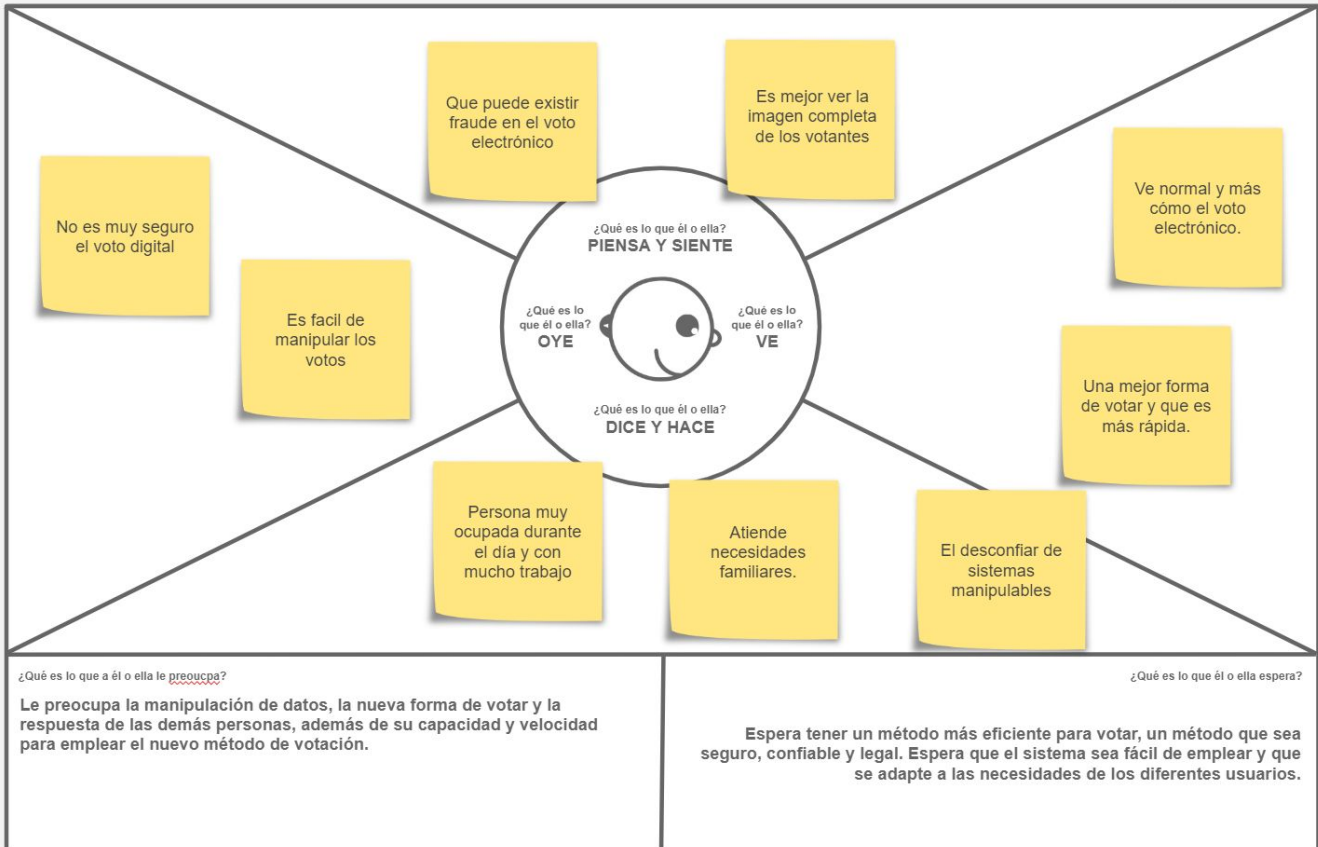 Que puede existir
fraude en el voto
electrónico
Es mejor ver la
imagen completa
de los votantes
No es muy seguro
el voto digital
Es facil de
manipular los
votos
Ve normal y más
cómo el voto
electrónico.
Una mejor forma
de votar y que es
más rápida.
¿Qué es lo que él o ella?
PIENSA Y SIENTE
¿Qué es lo
que él o ella?
OYE
¿Qué es lo
que él o ella?
VE
¿Qué es lo que él o ella?
DICE Y HACE
Persona muy
ocupada durante
el día y con
mucho trabajo
Atiende
necesidades
familiares.
El desconfiar de
sistemas
manipulables
¿Qué es lo que a él o ella le preoucpa?
Le preocupa la manipulación de datos, la nueva forma de votar y la
respuesta de las demás personas, además de su capacidad y velocidad
para emplear el nuevo método de votación.
¿Qué es lo que él o ella espera?
Espera tener un método más eficiente para votar, un método que sea
seguro, confiable y legal. Espera que el sistema sea fácil de emplear y que
se adapte a las necesidades de los diferentes usuarios.